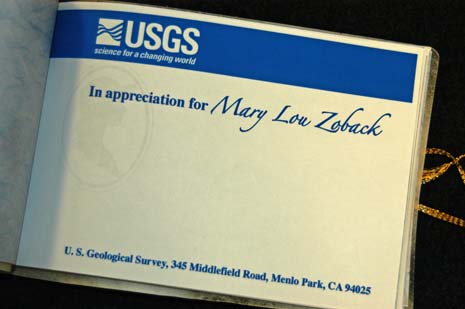 USGS
science for a changing world
In appreciation for Mary Lou Zoback
U. S. Geological Survey, 345 Middlefield Road, Menlo Park, CA 94025